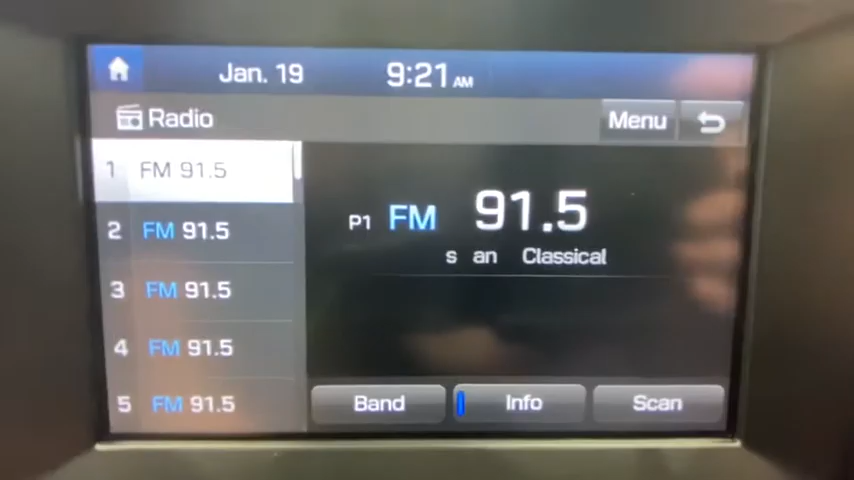 Jan. 19 9:21 AM
Radio Menu
1 FM 91.5
2 FM 91.5
3 FM 91.5
4 FM 91.5
5 FM 91.5
P1 FM 91.5
s an Classical
Band Info Scan